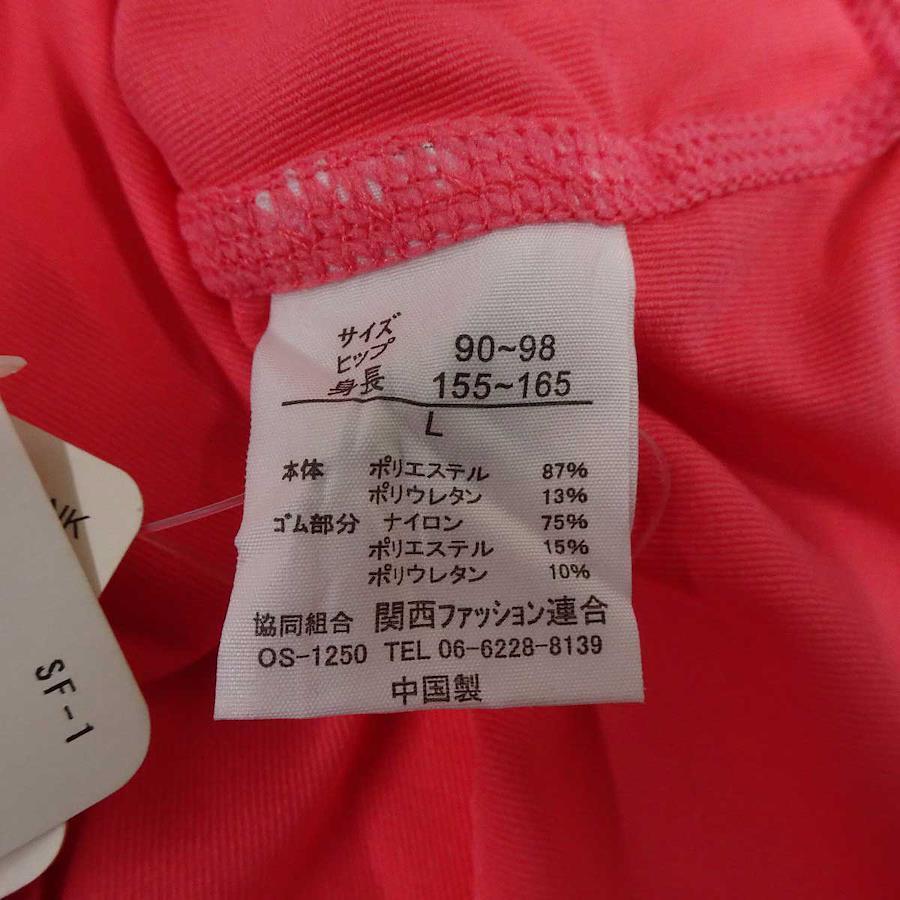 サイズ
ヒップ 90~98
身長 155~165
L
本体 ポリエステル 87%
ポリウレタン 13%
ゴム部分 ナイロン 75%
ポリエステル 15%
ポリウレタン 10%
協同組合 関西ファッション連合
OS-1250 TEL 06-6228-8139
中国製
SF-1